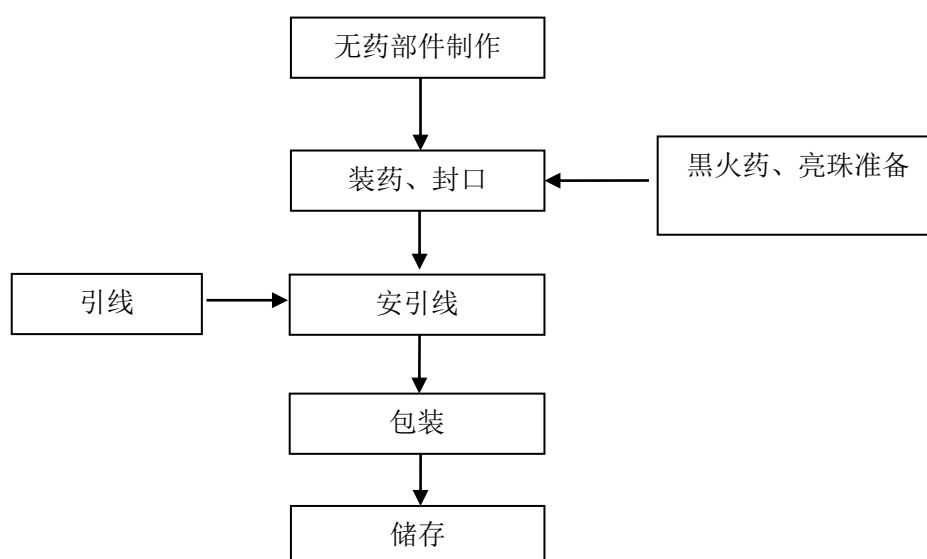 无药部件制作
装药、封口
黑火药、亮珠准备
引线
安引线
包装
储存